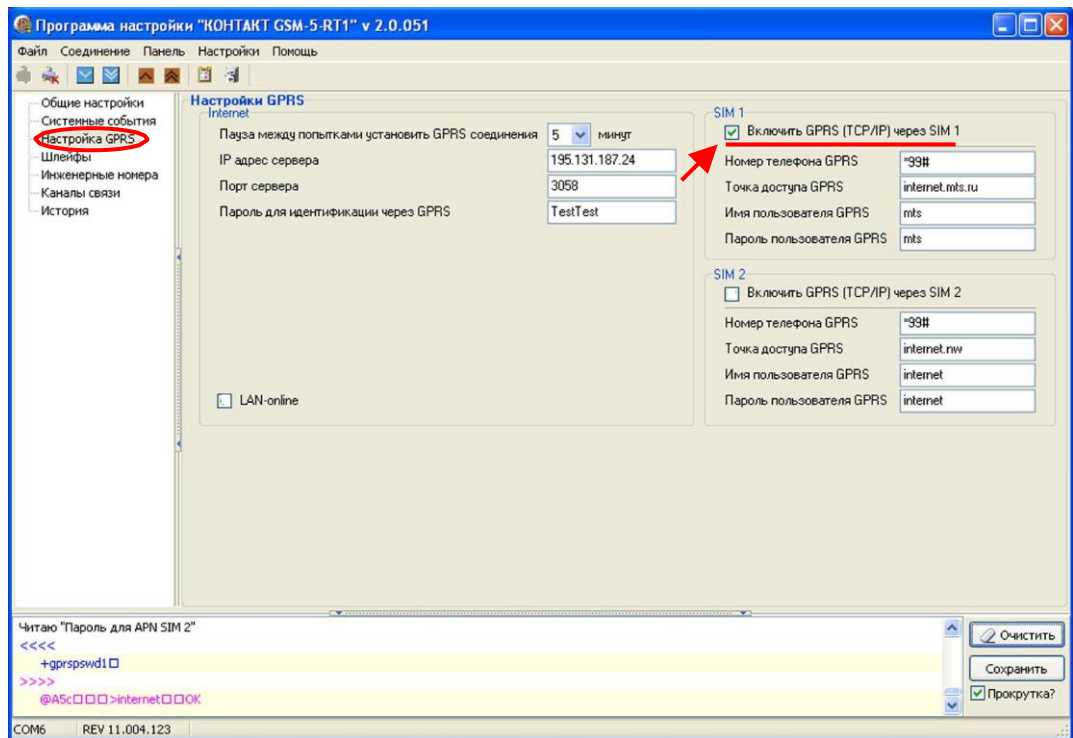 Программа настройки "КОНТАКТ GSM-5-RT1" v 2.0.051
Файл Соединение Панель Настройки Помощь
Общие настройки
Системные события
Настройка GPRS
Шлейфы
Инженерные номера
Каналы связи
История
Настройки GPRS
Internet
Пауза между попытками установить GPRS соединения 5 минут
IP адрес сервера 195.131.187.24
Порт сервера 3058
Пароль для идентификации через GPRS TestTest
LAN-online
SIM 1
Включить GPRS (TCP/IP) через SIM 1
Номер телефона GPRS *99#
Точка доступа GPRS internet.mts.ru
Имя пользователя GPRS mts
Пароль пользователя GPRS mts
SIM 2
Включить GPRS (TCP/IP) через SIM 2
Номер телефона GPRS *99#
Точка доступа GPRS internet.nw
Имя пользователя GPRS internet
Пароль пользователя GPRS internet
Читаю "Пароль для APN SIM 2"
<<<<
+gprspswd1□
>>>>
@A5c□□□>internet□□OK
Очистить
Сохранить
Прокрутка?
COM6 REV 11.004.123